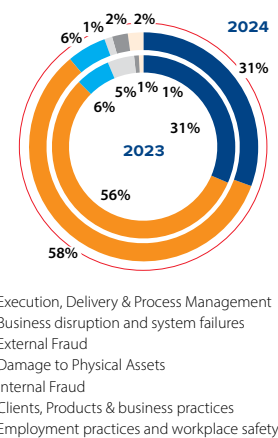 1% 2% 2%
6%
2024
31%
5% 1% 1%
6%
31%
2023
56%
58%
Execution, Delivery & Process Management
Business disruption and system failures
External Fraud
Damage to Physical Assets
Internal Fraud
Clients, Products & business practices
Employment practices and workplace safety